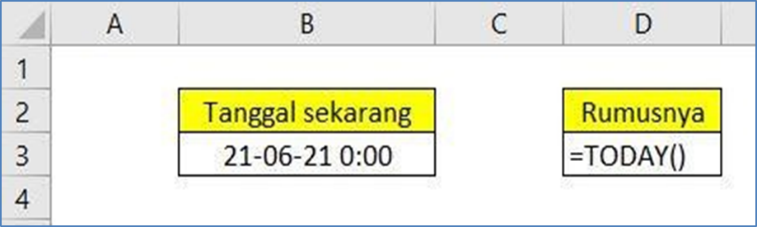 A B C D
1
2 Tanggal sekarang Rumusnya
3 21-06-21 0:00 =TODAY()
4